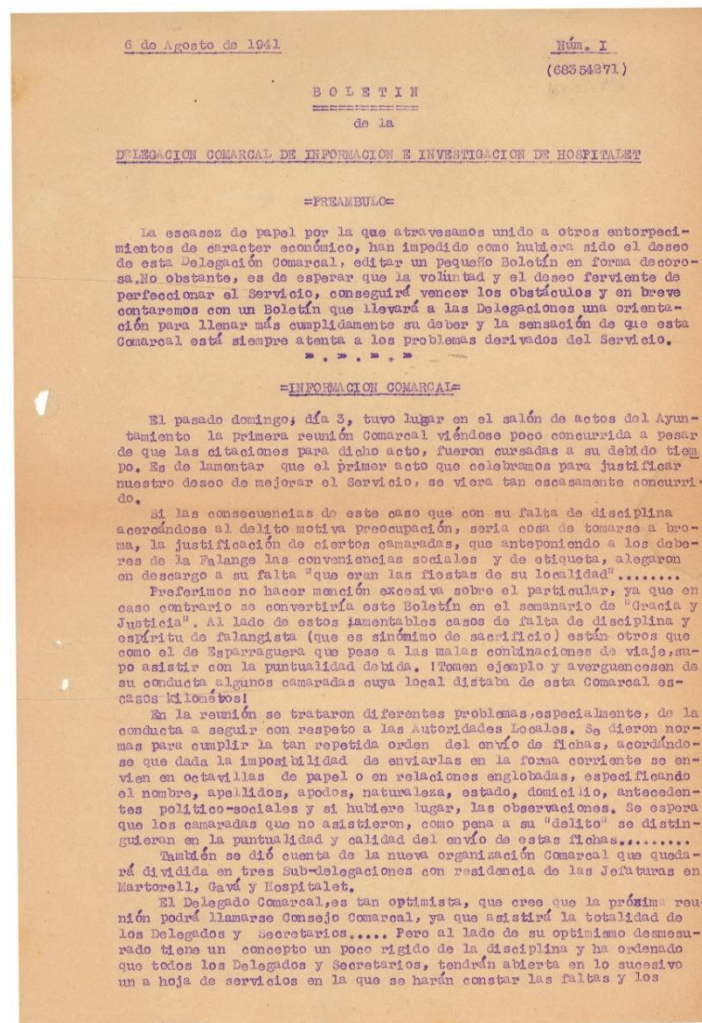 6 de Agosto de 1941
Núm. I
(68354271)
B O L E T I N
=============
de la
DELEGACION COMARCAL DE INFORMACION E INVESTIGACION DE HOSPITALET
=PREAMBULO=
La escasez de papel por la que atravesamos unido a otros entorpeci-
mientos de caracter económico, han impedido como hubiera sido el deseo
de esta Delegación Comarcal, editar un pequeño Boletín en forma decoro-
sa.No obstante, es de esperar que la voluntad y el deseo ferviente de
perfeccionar el Servicio, conseguirá vencer los obstáculos y en breve
contaremos con un Boletín que llevará a las Delegaciones una orienta-
ción para llenar más cumplidamente su deber y la sensación de que esta
Comarcal está siempre atenta a los problemas derivados del Servicio.
=INFORMACION COMARCAL=
El pasado domingo; día 3, tuvo lugar en el salón de actos del Ayun-
tamiento la primera reunión Comarcal viéndose poco concurrida a pesar
de que las citaciones para dicho acto, fueron cursadas a su debido tiem
po. Es de lamentar que el primer acto que celebramos para justificar
nuestro deseo de mejorar el Servicio, se viera tan escasamente concurri-
do.
Si las consecuencias de este caso que con su falta de disciplina
acercándose al delito motiva preocupación, seria cosa de tomarse a bro-
ma, la justificación de ciertos camaradas, que anteponiendo a los debe-
res de la Falange las conveniencias sociales y de etiqueta, alegaron
en descargo a su falta "que eran las fiestas de su localidad"........
Preferimos no hacer mención excesiva sobre el particular, ya que en
caso contrario se convertiría este Boletín en el semanario de "Gracia y
Justicia". Al lado de estos lamentables casos de falta de disciplina y
espíritu de falangista (que es sinónimo de sacrificio) están otros que
como el de Esparraguera que pese a las malas combinaciones de viaje,su-
po asistir con la puntualidad debida. !Tomen ejemplo y averguencesen de
su conducta algunos camaradas cuya local distaba de esta Comarcal es-
casos kilométos!
En la reunión se trataron diferentes problemas,especialmente, de la
conducta a seguir con respeto a las Autoridades Locales. Se dieron nor-
mas para cumplir la tan repetida orden del envío de fichas, acordándo-
se que dada la imposibilidad de enviarlas en la forma corriente se en-
vien en octavillas de papel o en relaciones englobadas, especificando
el nombre, apellidos, apodos, naturaleza, estado, domicilio, anteceden-
tes politico-sociales y si hubiere lugar, las observaciones. Se espera
que los camaradas que no asistieron, como pena a su "delito" se distin-
guieran en la puntualidad y calidad del envío de estas fichas.........
También se dió cuenta de la nueva organización Comarcal que queda-
rá dividida en tres Sub-delegaciones con residencia de las Jefaturas en
Martorell, Gavá y Hospitalet.
El Delegado Comarcal,es tan optimista, que cree que la próxima reu-
nión podrá llamarse Consejo Comarcal, ya que asistirá la totalidad de
los Delegados y Secretarios..... Pero al lado de su optimismo desmesu-
rado tiene un concepto un poco rigido de la disciplina y ha ordenado
que todos los Delegados y Secretarios, tendrán abierta en lo sucesivo
un a hoja de servicios en la que se harán constar las faltas y los